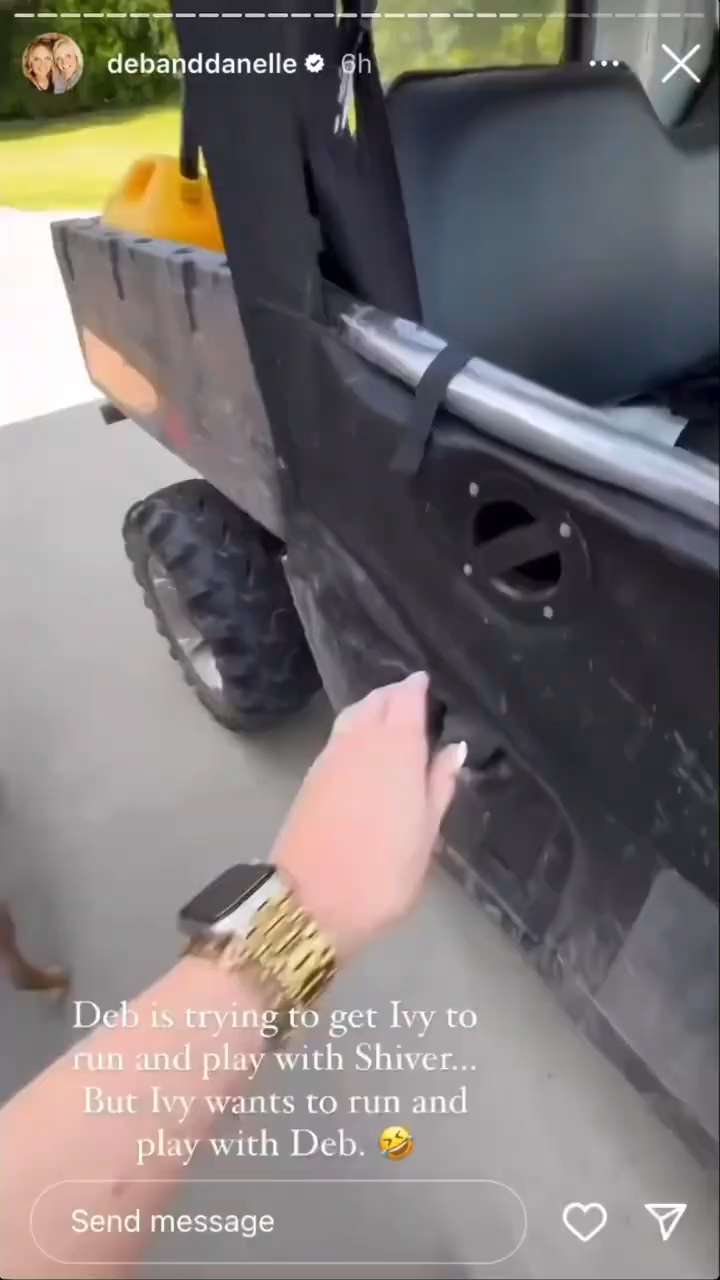 debanddanelle 6h
Deb is trying to get Ivy to
run and play with Shiver...
But Ivy wants to run and
play with Deb. 🤣
Send message